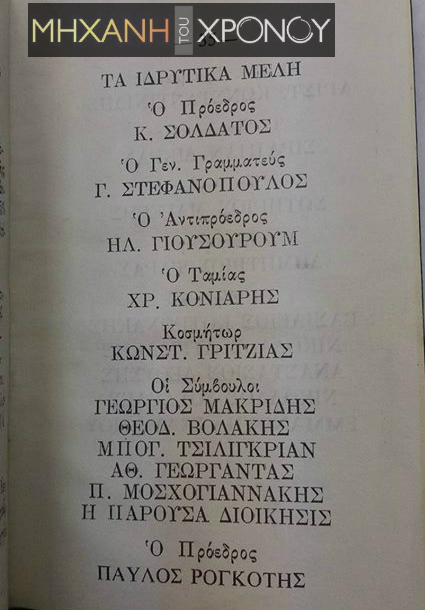 ΜΗΧΑΝΗ ΤΟΥ ΧΡΟΝΟΥ
ΤΑ ΙΔΡΥΤΙΚΑ ΜΕΛΗ
Ὁ Πρόεδρος
Κ. ΣΟΛΔΑΤΟΣ
Ὁ Γεν. Γραμματεύς
Γ. ΣΤΕΦΑΝΟΠΟΥΛΟΣ
Ὁ Ἀντιπρόεδρος
ΗΛ. ΓΙΟΥΣΟΥΡΟΥΜ
Ὁ Ταμίας
ΧΡ. ΚΟΝΙΑΡΗΣ
Κοσμήτωρ
ΚΩΝΣΤ. ΓΡΙΤΖΙΑΣ
Οἱ Σύμβουλοι
ΓΕΩΡΓΙΟΣ ΜΑΚΡΙΔΗΣ
ΘΕΟΔ. ΒΟΛΑΚΗΣ
ΜΠΟΓ. ΤΣΙΛΙΓΚΡΙΑΝ
ΑΘ. ΓΕΩΡΓΑΝΤΑΣ
Π. ΜΟΣΧΟΓΙΑΝΝΑΚΗΣ
Η ΠΑΡΟΥΣΑ ΔΙΟΙΚΗΣΙΣ
Ὁ Πρόεδρος
ΠΑΥΛΟΣ ΡΟΓΚΟΤΗΣ